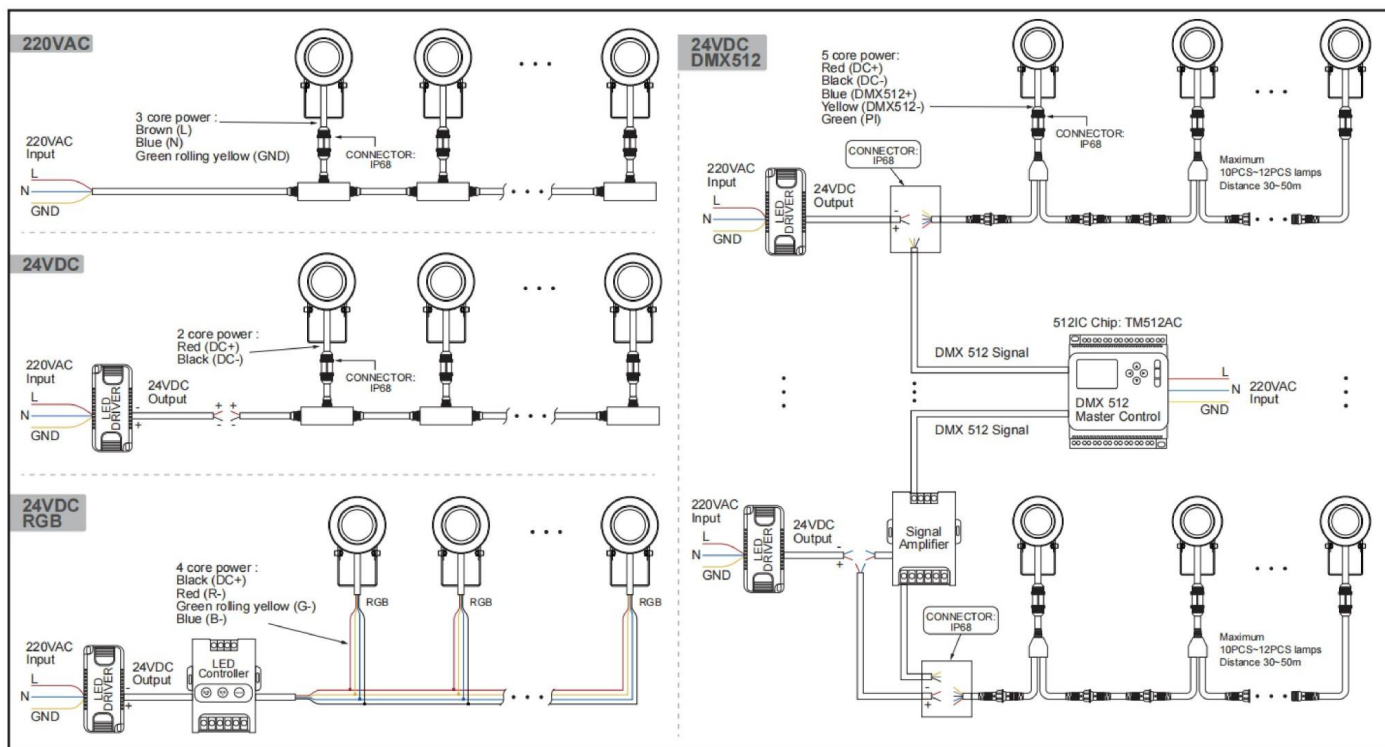 220VAC
3 core power :
Brown (L)
Blue (N)
Green rolling yellow (GND)
CONNECTOR:
IP68
220VAC
Input
L
N
GND
24VDC
2 core power :
Red (DC+)
Black (DC-)
CONNECTOR:
IP68
220VAC
Input
L
N
GND
LED
DRIVER
24VDC
Output
-
+
+ +
- -
24VDC
RGB
4 core power :
Black (DC+)
Red (R-)
Green rolling yellow (G-)
Blue (B-)
RGB
RGB
RGB
220VAC
Input
L
N
GND
LED
DRIVER
24VDC
Output
-
+
LED
Controller
24VDC
DMX512
5 core power:
Red (DC+)
Black (DC-)
Blue (DMX512+)
Yellow (DMX512-)
Green (PI)
CONNECTOR:
IP68
CONNECTOR:
IP68
Maximum
10PCS~12PCS lamps
Distance 30~50m
220VAC
Input
L
N
GND
LED
DRIVER
24VDC
Output
-
+
512IC Chip: TM512AC
DMX 512 Signal
DMX 512
Master Control
L
N
GND
220VAC
Input
DMX 512 Signal
220VAC
Input
L
N
GND
LED
DRIVER
24VDC
Output
-
+
Signal
Amplifier
CONNECTOR:
IP68
-
+
Maximum
10PCS~12PCS lamps
Distance 30~50m